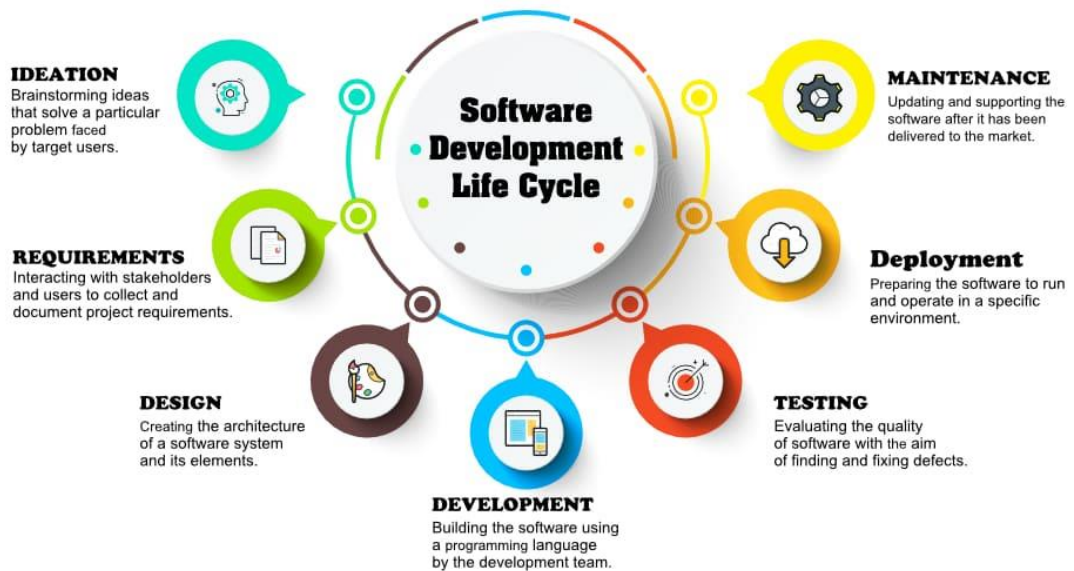 Software
Development
Life Cycle
IDEATION
Brainstorming ideas
that solve a particular
problem faced
by target users.
REQUIREMENTS
Interacting with stakeholders
and users to collect and
document project requirements.
DESIGN
Creating the architecture
of a software system
and its elements.
DEVELOPMENT
Building the software using
a programming language
by the development team.
TESTING
Evaluating the quality
of software with the aim
of finding and fixing defects.
Deployment
Preparing the software to run
and operate in a specific
environment.
MAINTENANCE
Updating and supporting the
software after it has been
delivered to the market.